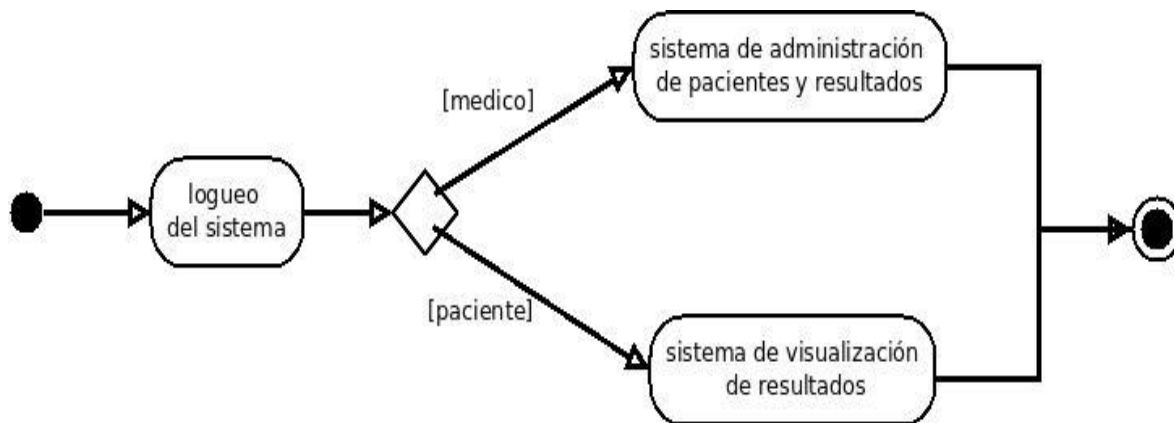 logueo
del sistema
[medico]
sistema de administración
de pacientes y resultados
[paciente]
sistema de visualización
de resultados